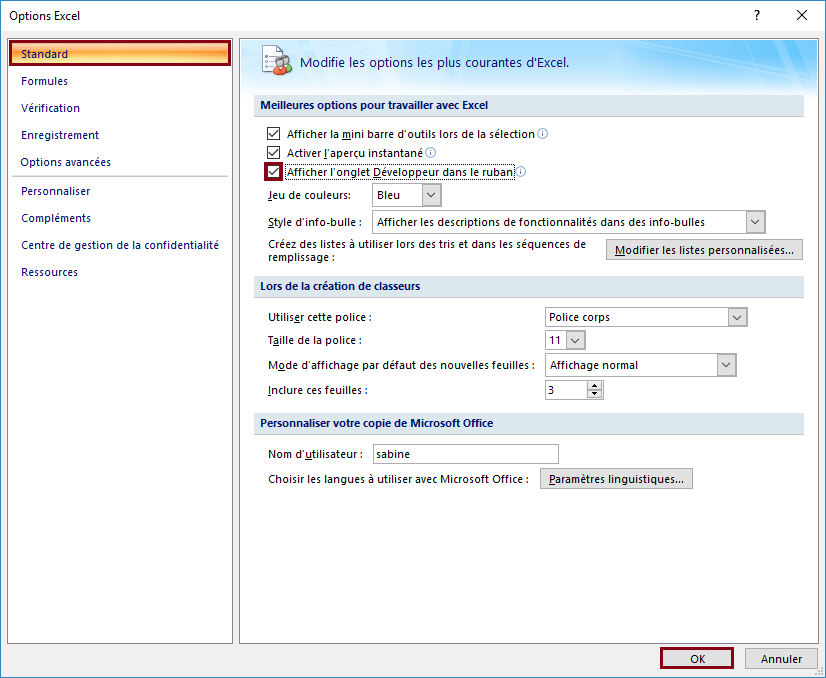 Options Excel
?
Standard
Formules
Vérification
Enregistrement
Options avancées
Personnaliser
Compléments
Centre de gestion de la confidentialité
Ressources
Modifie les options les plus courantes d'Excel.
Meilleures options pour travailler avec Excel
Afficher la mini barre d'outils lors de la sélection
Activer l'aperçu instantané
Afficher l'onglet Développeur dans le ruban
Jeu de couleurs: Bleu
Style d'info-bulle : Afficher les descriptions de fonctionnalités dans des info-bulles
Créez des listes à utiliser lors des tris et dans les séquences de
remplissage :
Modifier les listes personnalisées...
Lors de la création de classeurs
Utiliser cette police : Police corps
Taille de la police : 11
Mode d'affichage par défaut des nouvelles feuilles : Affichage normal
Inclure ces feuilles : 3
Personnaliser votre copie de Microsoft Office
Nom d'utilisateur : sabine
Choisir les langues à utiliser avec Microsoft Office : Paramètres linguistiques...
OK Annuler